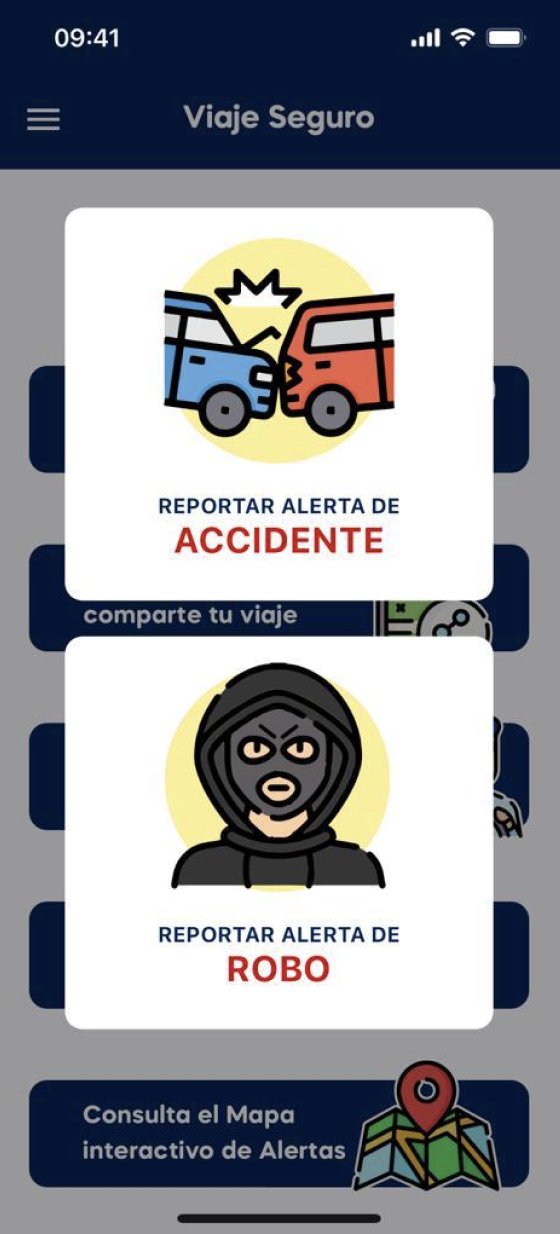 09:41
Viaje Seguro
REPORTAR ALERTA DE
ACCIDENTE
comparte tu viaje
REPORTAR ALERTA DE
ROBO
Consulta el Mapa
interactivo de Alertas